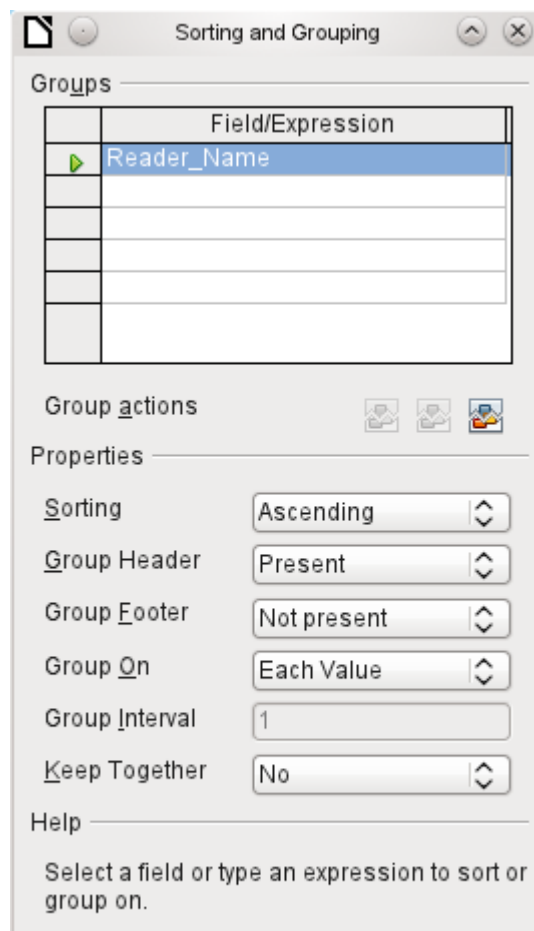 Sorting and Grouping
Groups
Field/Expression
Reader_Name
Group actions
Properties
Sorting Ascending
Group Header Present
Group Footer Not present
Group On Each Value
Group Interval 1
Keep Together No
Help
Select a field or type an expression to sort or
group on.